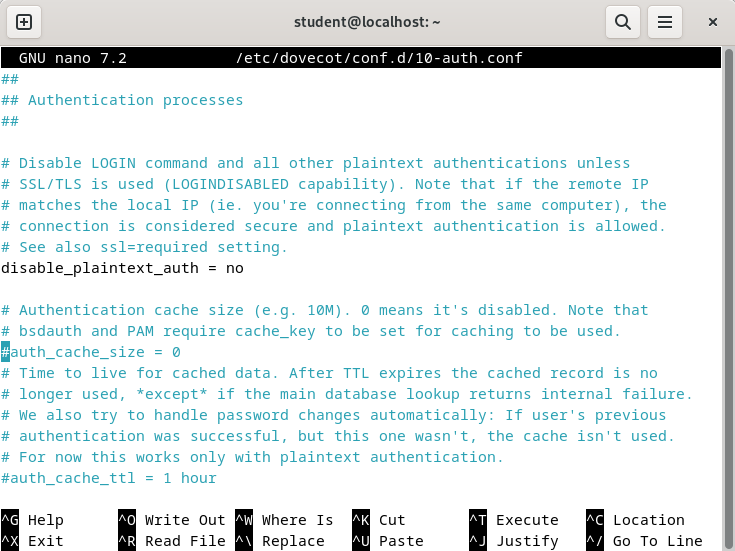 student@localhost: ~
GNU nano 7.2 /etc/dovecot/conf.d/10-auth.conf
##
## Authentication processes
##
# Disable LOGIN command and all other plaintext authentications unless
# SSL/TLS is used (LOGINDISABLED capability). Note that if the remote IP
# matches the local IP (ie. you're connecting from the same computer), the
# connection is considered secure and plaintext authentication is allowed.
# See also ssl=required setting.
disable_plaintext_auth = no
# Authentication cache size (e.g. 10M). 0 means it's disabled. Note that
# bsdauth and PAM require cache_key to be set for caching to be used.
#auth_cache_size = 0
# Time to live for cached data. After TTL expires the cached record is no
# longer used, *except* if the main database lookup returns internal failure.
# We also try to handle password changes automatically: If user's previous
# authentication was successful, but this one wasn't, the cache isn't used.
# For now this works only with plaintext authentication.
#auth_cache_ttl = 1 hour
^G Help ^O Write Out ^W Where Is ^K Cut ^T Execute ^C Location
^X Exit ^R Read File ^\ Replace ^U Paste ^J Justify ^/ Go To Line